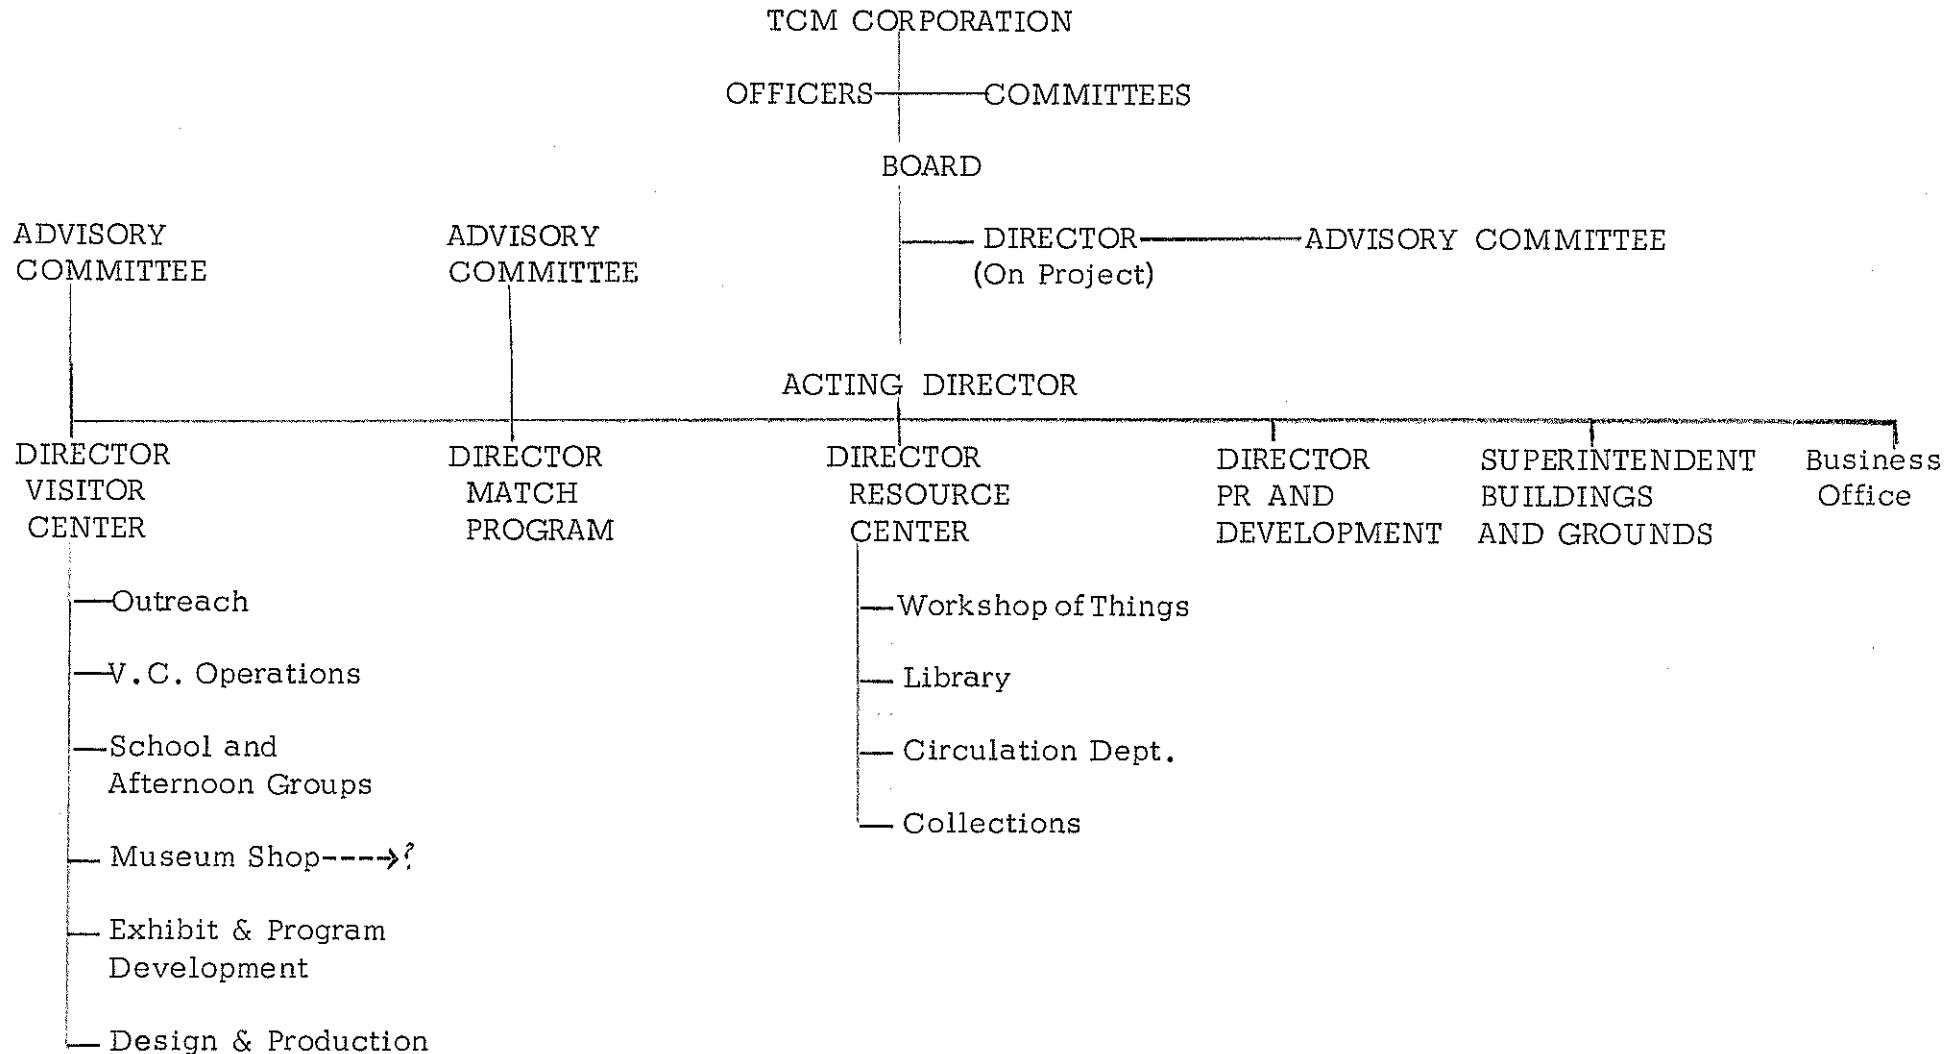 TCM CORPORATION
OFFICERS COMMITTEES
BOARD
ADVISORY
COMMITTEE
ADVISORY
COMMITTEE
DIRECTOR ADVISORY COMMITTEE
(On Project)
ACTING DIRECTOR
DIRECTOR
VISITOR
CENTER
DIRECTOR
MATCH
PROGRAM
DIRECTOR
RESOURCE
CENTER
DIRECTOR
PR AND
DEVELOPMENT
SUPERINTENDENT
BUILDINGS
AND GROUNDS
Business
Office
Outreach
V.C. Operations
School and
Afternoon Groups
Museum Shop---->?
Exhibit & Program
Development
Design & Production
Workshop of Things
Library
Circulation Dept.
Collections